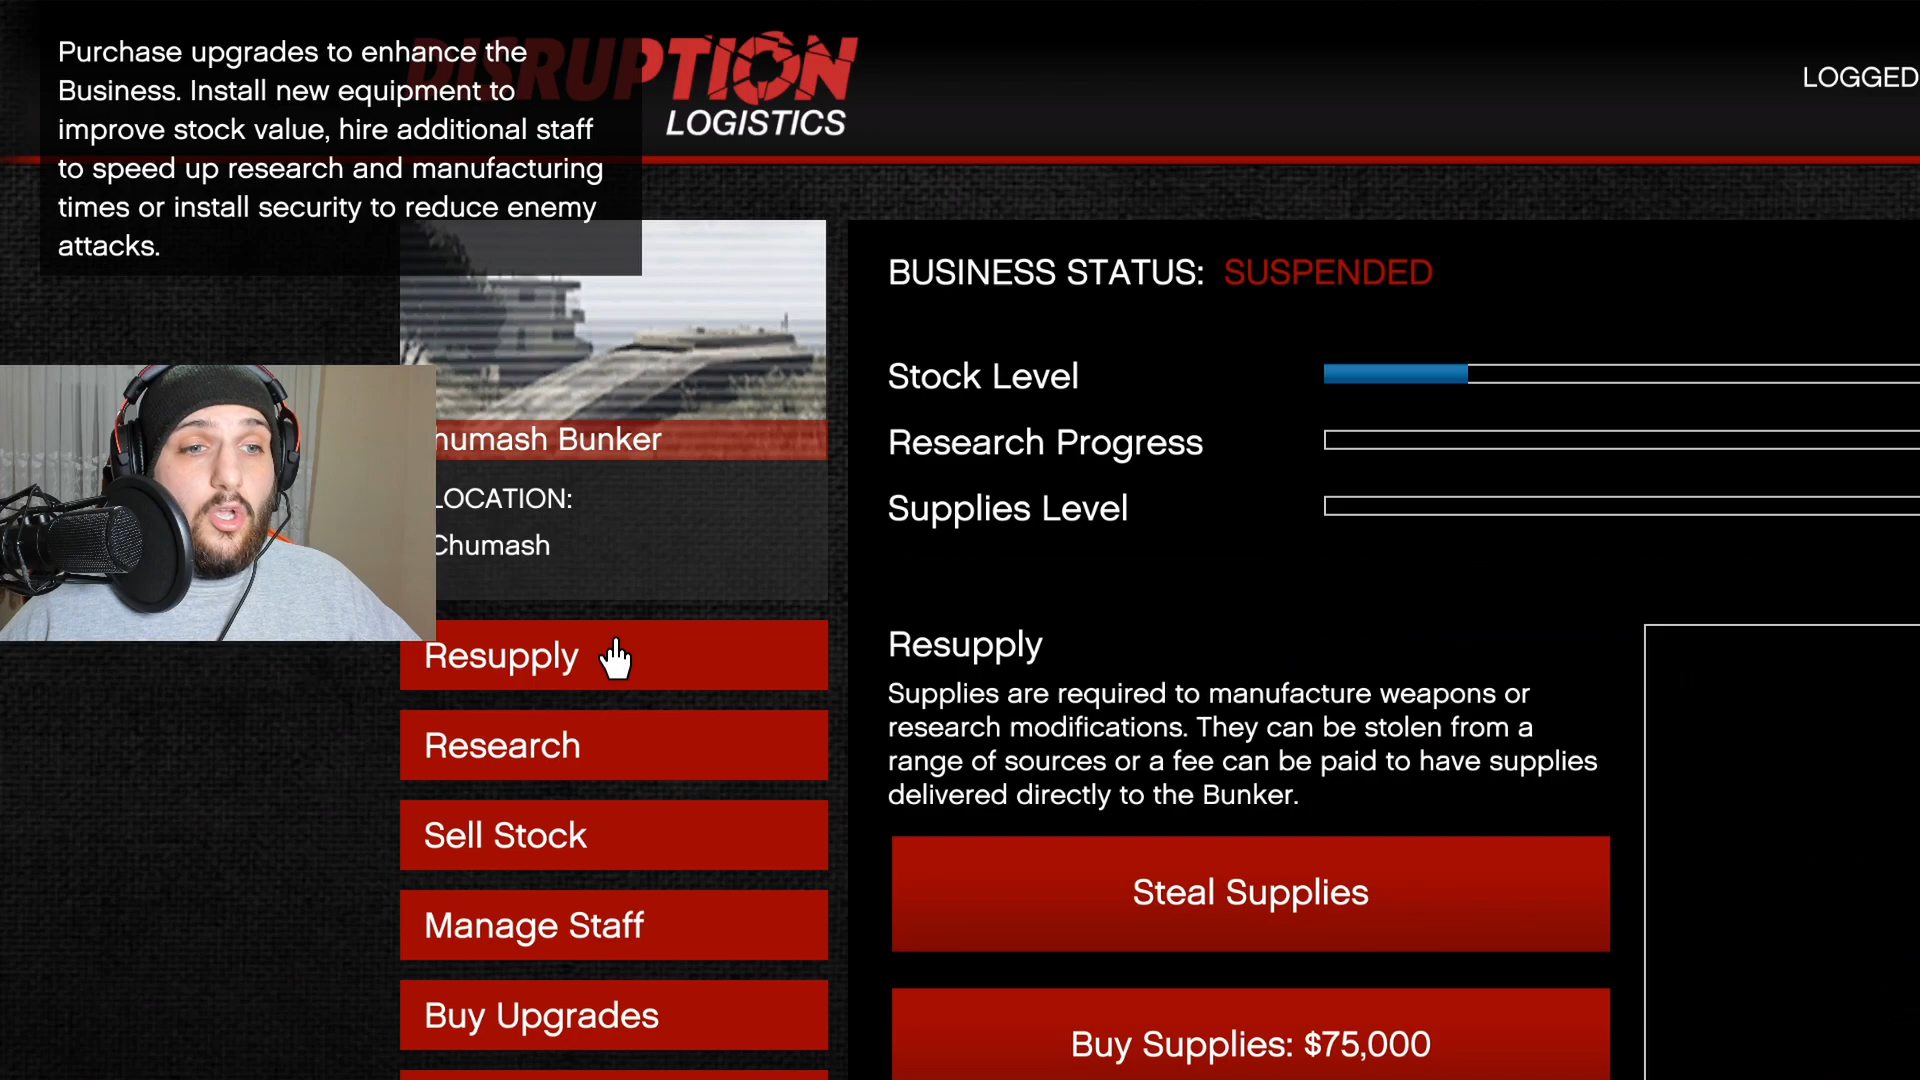 Purchase upgrades to enhance the
Business. Install new equipment to
improve stock value, hire additional staff
to speed up research and manufacturing
times or install security to reduce enemy
attacks.
DISRUPTION
LOGISTICS
LOGGED
humash Bunker
LOCATION:
Chumash
Resupply
Research
Sell Stock
Manage Staff
Buy Upgrades
BUSINESS STATUS: SUSPENDED
Stock Level
Research Progress
Supplies Level
Resupply
Supplies are required to manufacture weapons or
research modifications. They can be stolen from a
range of sources or a fee can be paid to have supplies
delivered directly to the Bunker.
Steal Supplies
Buy Supplies: $75,000